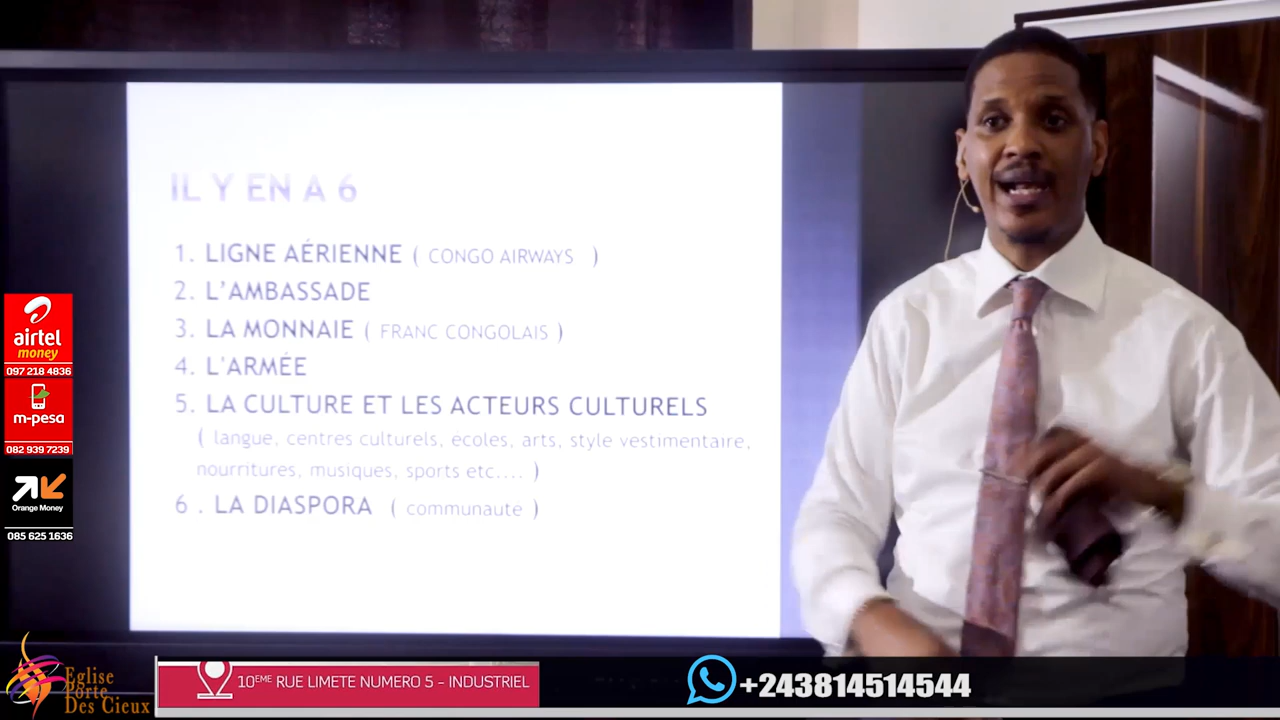 IL Y EN A 6
1. LIGNE AÉRIENNE ( CONGO AIRWAYS )
2. L'AMBASSADE
3. LA MONNAIE ( FRANC CONGOLAIS )
4. L'ARMÉE
5. LA CULTURE ET LES ACTEURS CULTURELS
( langue, centres culturels, écoles, arts, style vestimentaire,
nourritures, musiques, sports etc.... )
6 . LA DIASPORA ( communaute )
airtel
money
097 218 4836
m-pesa
082 939 7239
Orange Money
085 625 1636
Eglise
Porte
Des Cieux
10EME RUE LIMETE NUMERO 5 - INDUSTRIEL
+243814514544